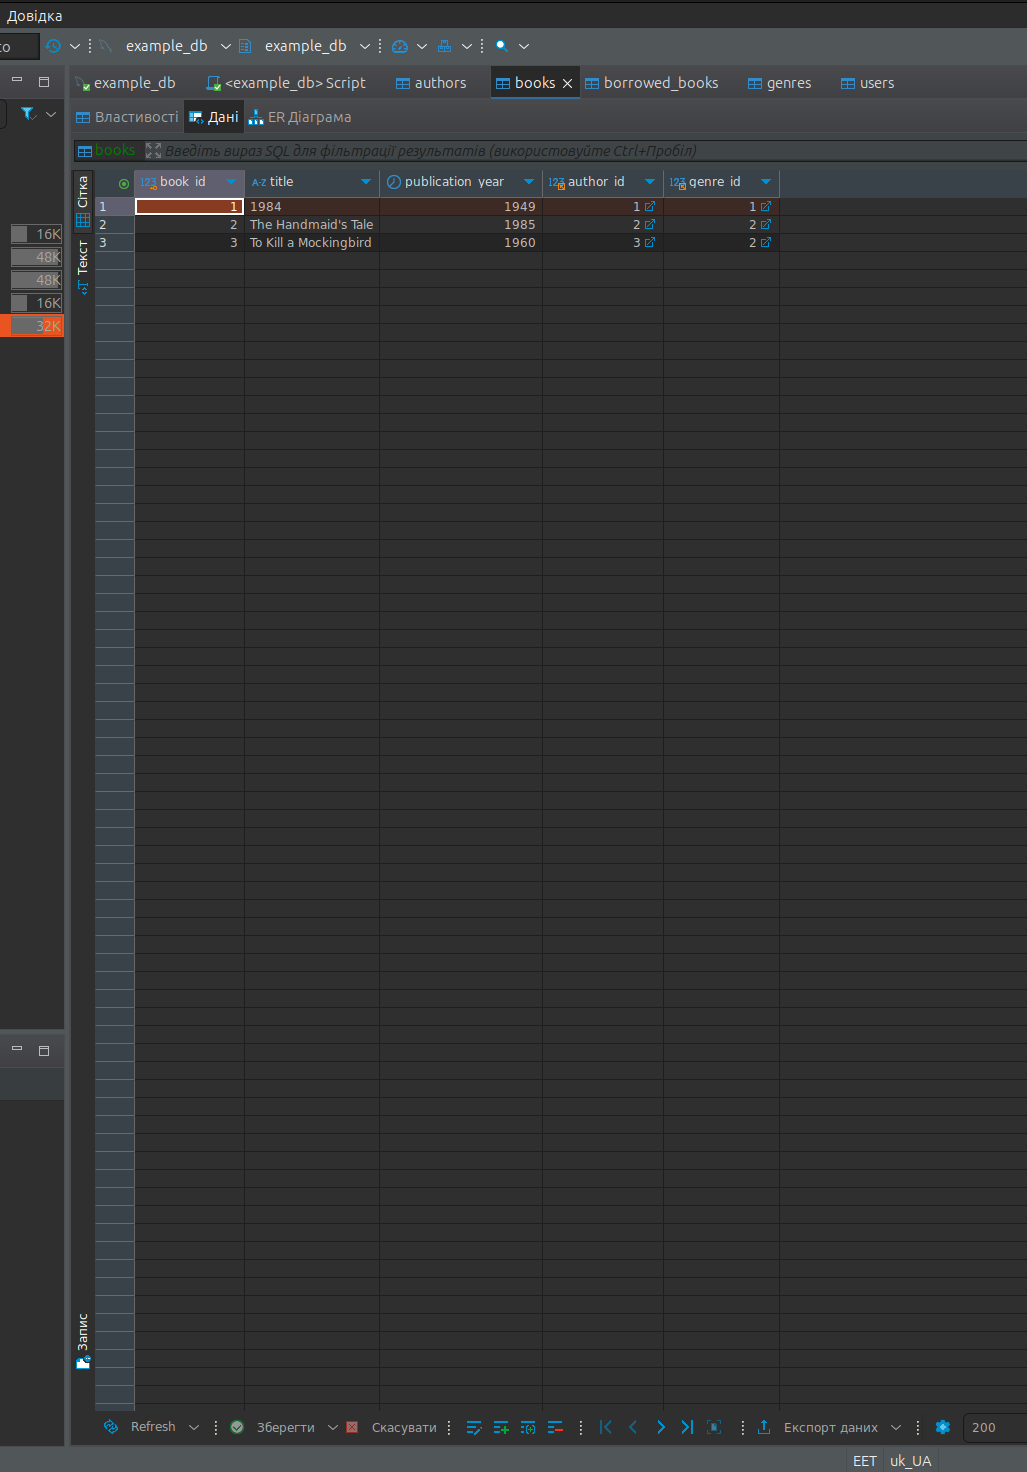 Довідка
to
example_db
example_db
example_db
<example_db> Script
authors
books
borrowed_books
genres
users
Властивості
Дані
ER Діаграма
books
Введіть вираз SQL для фільтрації результатів (використовуйте Ctrl+Пробіл)
Сітка
Текст
Запис
123 book_id A-Z title publication_year 123 author_id 123 genre_id
1 1 1984 1949 1 1
2 2 The Handmaid's Tale 1985 2 2
3 3 To Kill a Mockingbird 1960 3 2
16K
48K
48K
16K
32K
Refresh
Зберегти
Скасувати
Експорт даних
200
EET
uk_UA